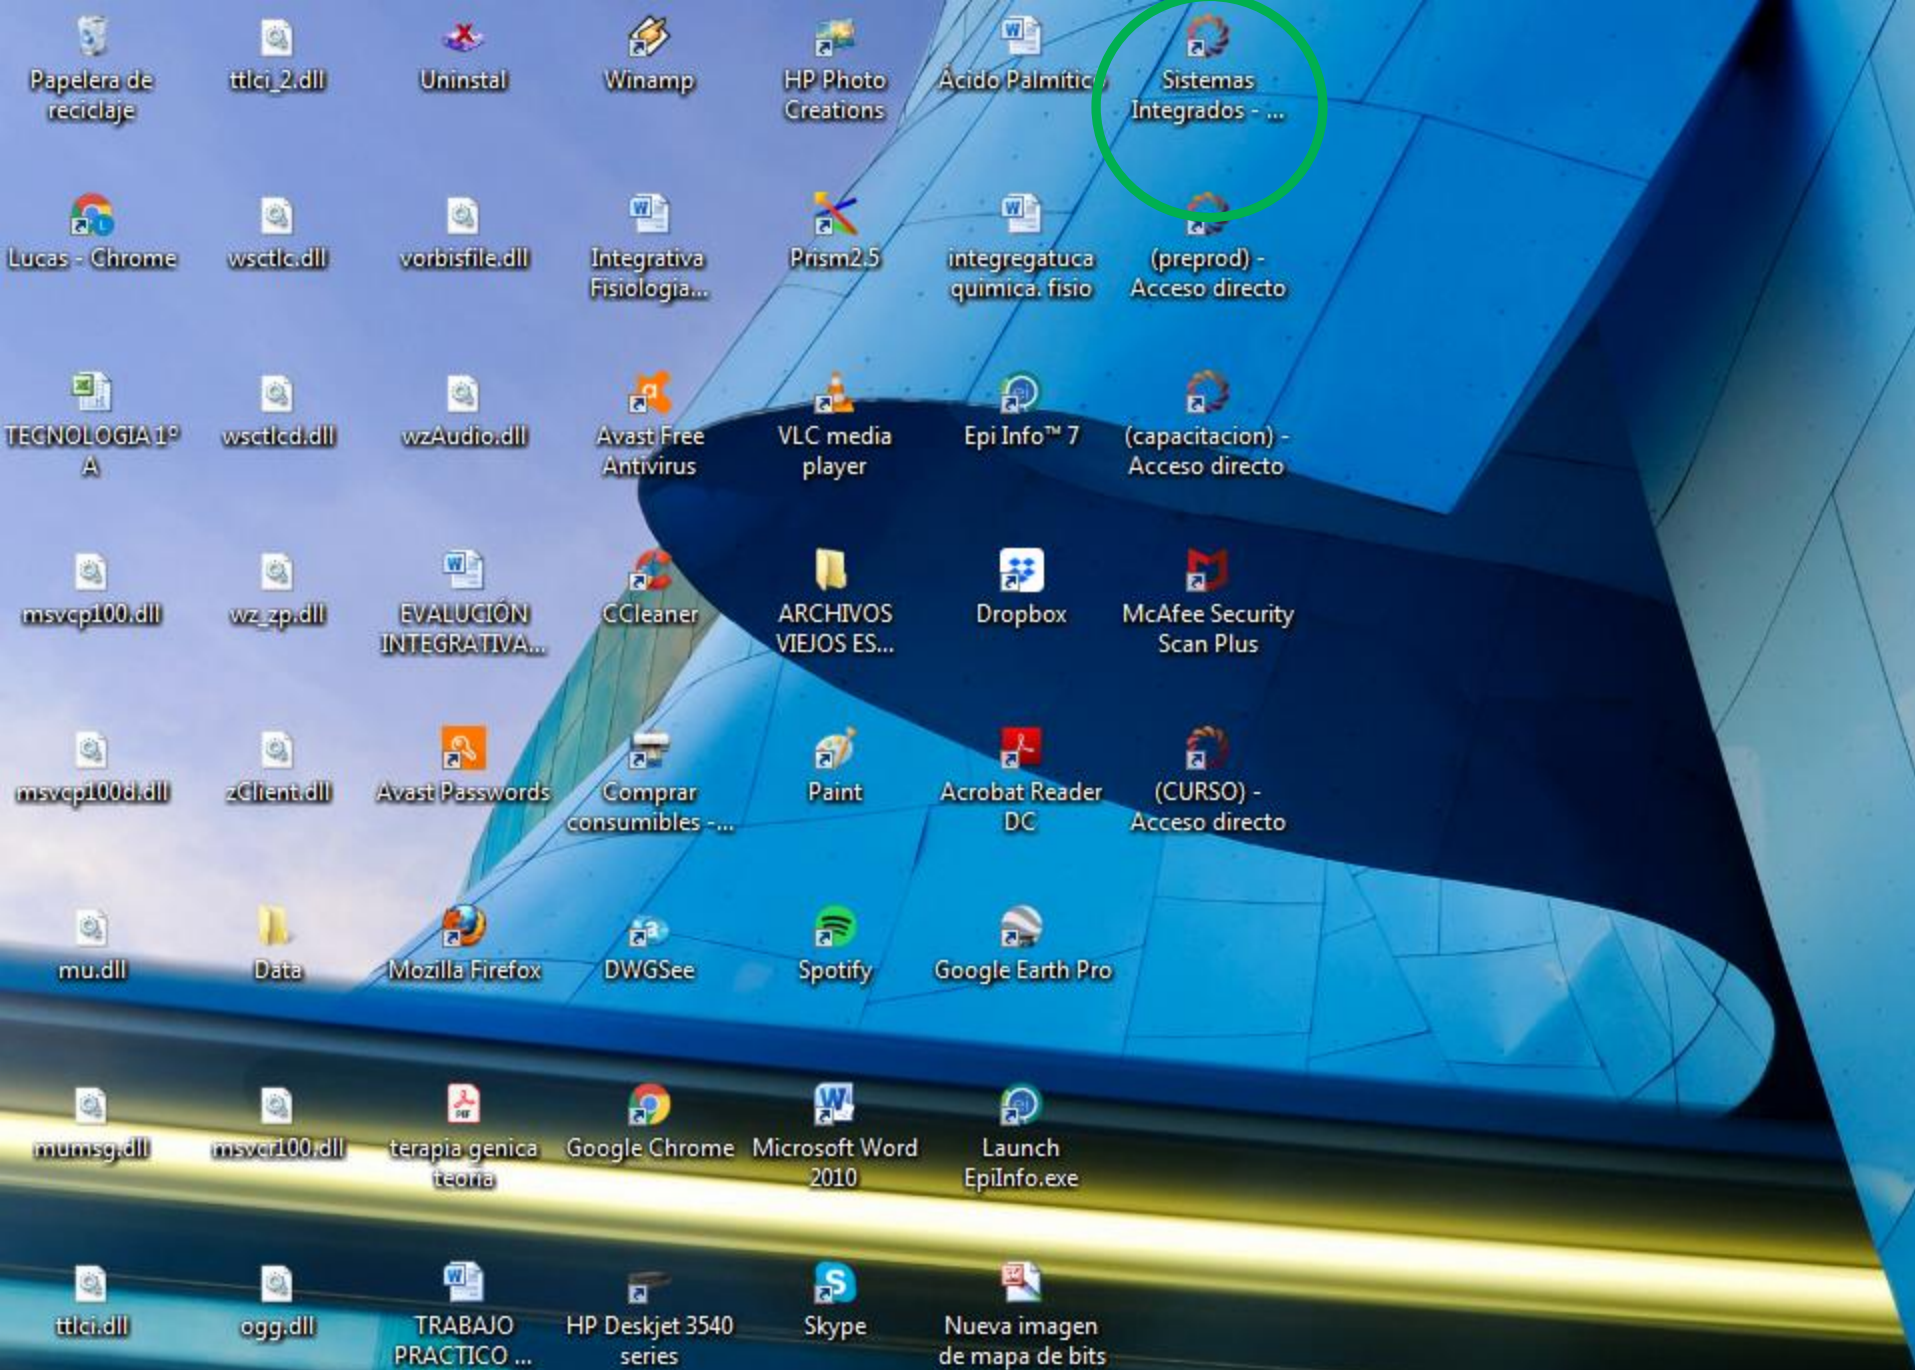 Papelera de
reciclaje
ttlci_2.dll
Uninstal
Winamp
HP Photo
Creations
Ácido Palmítico
Sistemas
Integrados - ...
Lucas - Chrome
wsctlc.dll
vorbisfile.dll
Integrativa
Fisiologia...
Prism2.5
integregatuca
quimica. fisio
(preprod) -
Acceso directo
TECNOLOGIA 1º
A
wsctlcd.dll
wzAudio.dll
Avast Free
Antivirus
VLC media
player
Epi Info™ 7
(capacitacion) -
Acceso directo
msvcp100.dll
wz_zp.dll
EVALUCIÓN
INTEGRATIVA...
CCleaner
ARCHIVOS
VIEJOS ES...
Dropbox
McAfee Security
Scan Plus
msvcp100d.dll
zClient.dll
Avast Passwords
Comprar
consumibles -...
Paint
Acrobat Reader
DC
(CURSO) -
Acceso directo
mu.dll
Data
Mozilla Firefox
DWGSee
Spotify
Google Earth Pro
mumsg.dll
msvcr100.dll
terapia genica
teoria
Google Chrome
Microsoft Word
2010
Launch
EpiInfo.exe
ttlci.dll
ogg.dll
TRABAJO
PRACTICO ...
HP Deskjet 3540
series
Skype
Nueva imagen
de mapa de bits